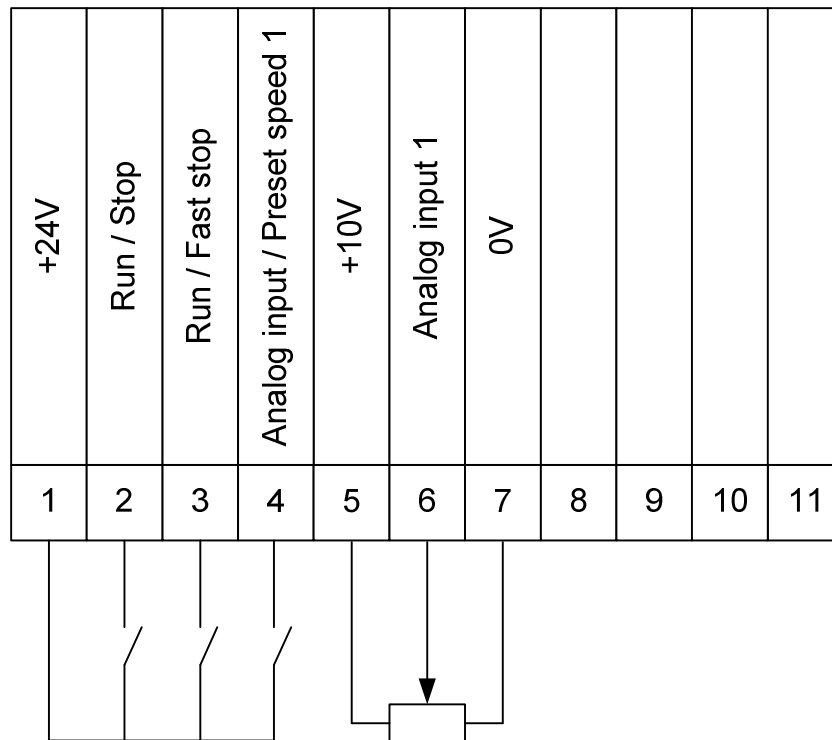 +24V
Run / Stop
Run / Fast stop
Analog input / Preset speed 1
+10V
Analog input 1
0V
1 2 3 4 5 6 7 8 9 10 11